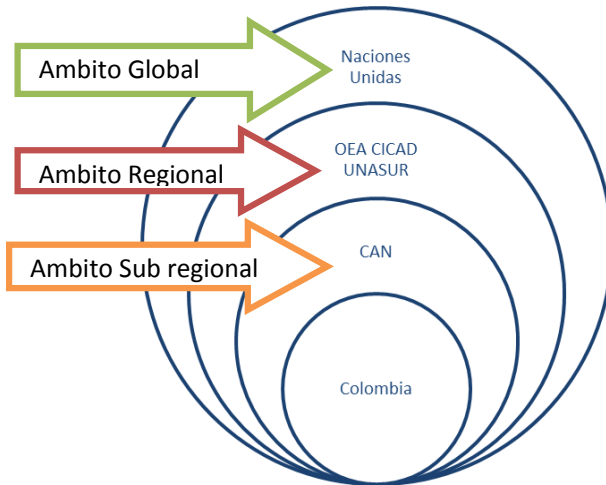 Ambito Global
Naciones
Unidas
OEA CICAD
UNASUR
Ambito Regional
CAN
Ambito Sub regional
Colombia